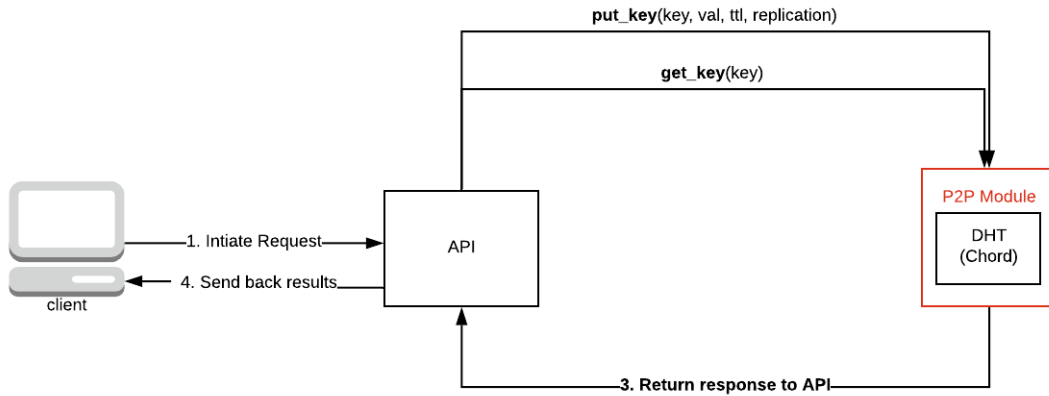 put_key(key, val, ttl, replication)
get_key(key)
P2P Module
DHT
(Chord)
1. Intiate Request
API
4. Send back results
client
3. Return response to API